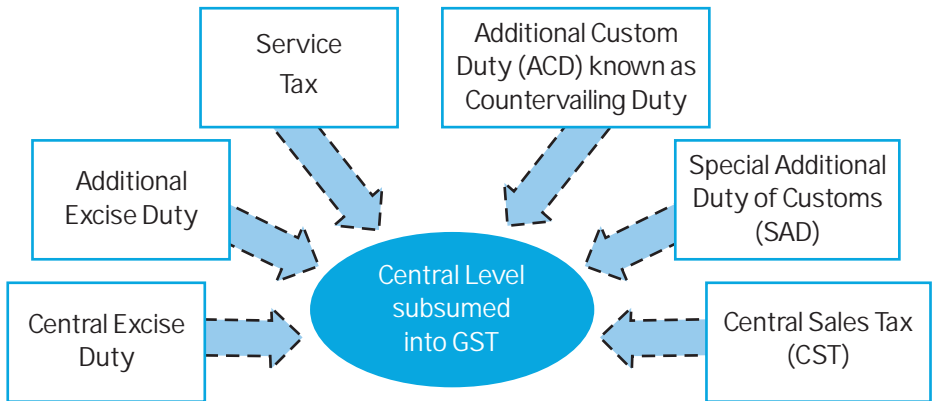 Service
Tax
Additional Custom
Duty (ACD) known as
Countervailing Duty
Additional
Excise Duty
Special Additional
Duty of Customs
(SAD)
Central Level
subsumed
into GST
Central Excise
Duty
Central Sales Tax
(CST)